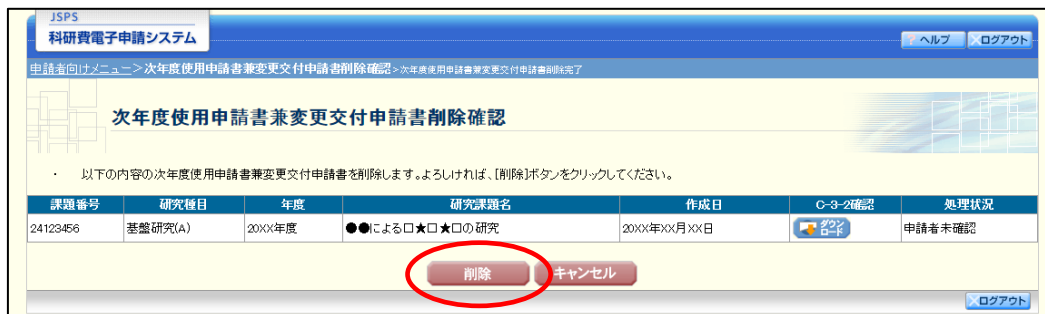 JSPS
科研費電子申請システム
ヘルプ ログアウト
申請者向けメニュー>次年度使用申請書兼変更交付申請書削除確認>次年度使用申請書兼変更交付申請書削除完了
次年度使用申請書兼変更交付申請書削除確認
・ 以下の内容の次年度使用申請書兼変更交付申請書を削除します。よろしければ、[削除]ボタンをクリックしてください。
課題番号 研究種目 年度 研究課題名 作成日 C-3-2確認 処理状況
24123456 基盤研究(A) 20XX年度 ●●による□★□★□の研究 20XX年XX月XX日 ダウンロード 申請者未確認
削除 キャンセル
ログアウト